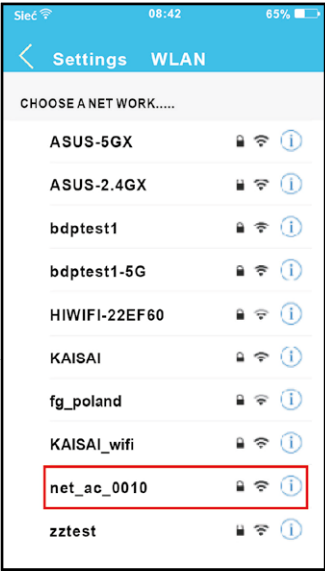 Sieć 08:42 65%
Settings WLAN
CHOOSE A NET WORK.....
ASUS-5GX
ASUS-2.4GX
bdptest1
bdptest1-5G
HIWIFI-22EF60
KAISAI
fg_poland
KAISAI_wifi
net_ac_0010
zztest